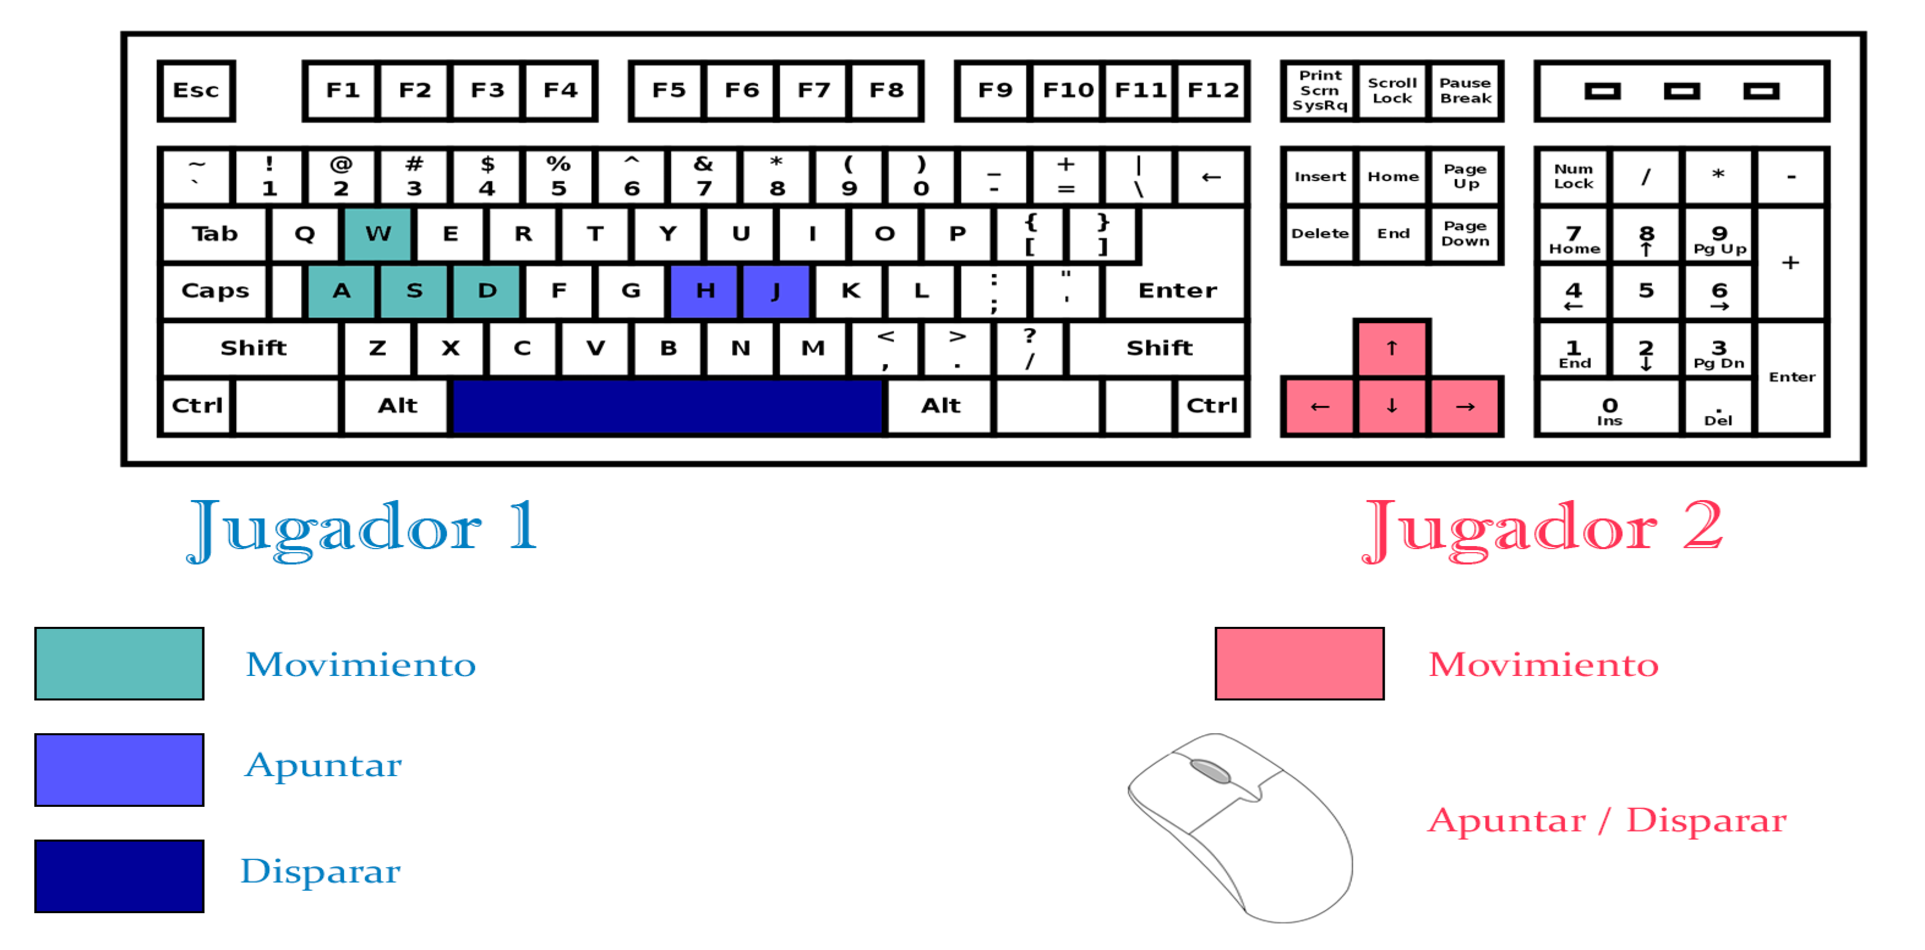 Esc F1 F2 F3 F4 F5 F6 F7 F8 F9 F10 F11 F12 Print Scrn SysRq Scroll Lock Pause Break
~ ` ! 1 @ 2 # 3 $ 4 % 5 ^ 6 & 7 * 8 ( 9 ) 0 _ - + = | \ ← Insert Home Page Up Num Lock / * -
Tab Q W E R T Y U I O P { [ } ] Delete End Page Down 7 Home 8 ↑ 9 Pg Up +
Caps A S D F G H J K L : ; " ' Enter 4 ← 5 6 →
Shift Z X C V B N M < , > . ? / Shift ↑ 1 End 2 ↓ 3 Pg Dn Enter
Ctrl Alt Alt Ctrl ← ↓ → 0 Ins . Del
Jugador 1
Jugador 2
Movimiento
Movimiento
Apuntar
Apuntar / Disparar
Disparar